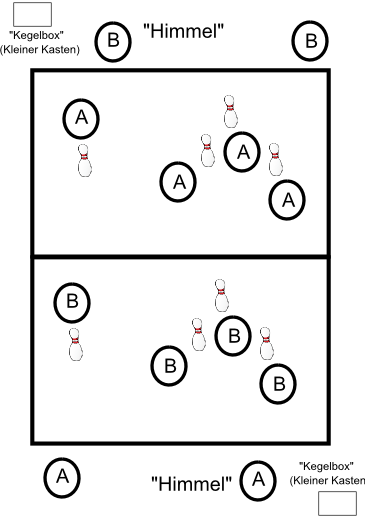 "Kegelbox"
(Kleiner Kasten)
B "Himmel" B
A
A
A
A
B
B
B
B
A "Himmel" A
"Kegelbox"
(Kleiner Kasten